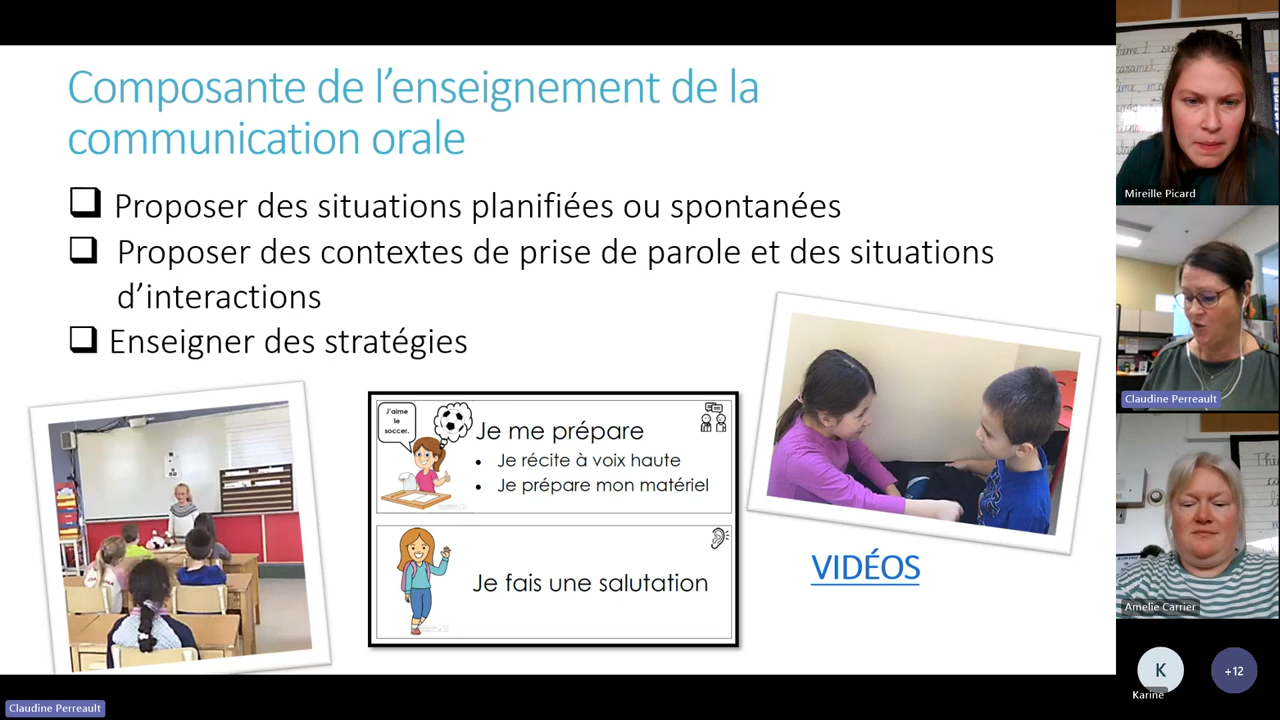 Composante de l’enseignement de la
communication orale
Proposer des situations planifiées ou spontanées
Proposer des contextes de prise de parole et des situations
d’interactions
Enseigner des stratégies
J'aime
le
soccer.
Je me prépare
• Je récite à voix haute
• Je prépare mon matériel
Je fais une salutation
VIDÉOS
Mireille Picard
Claudine Perreault
Amelie Carrier
K
Karine
+12
Claudine Perreault